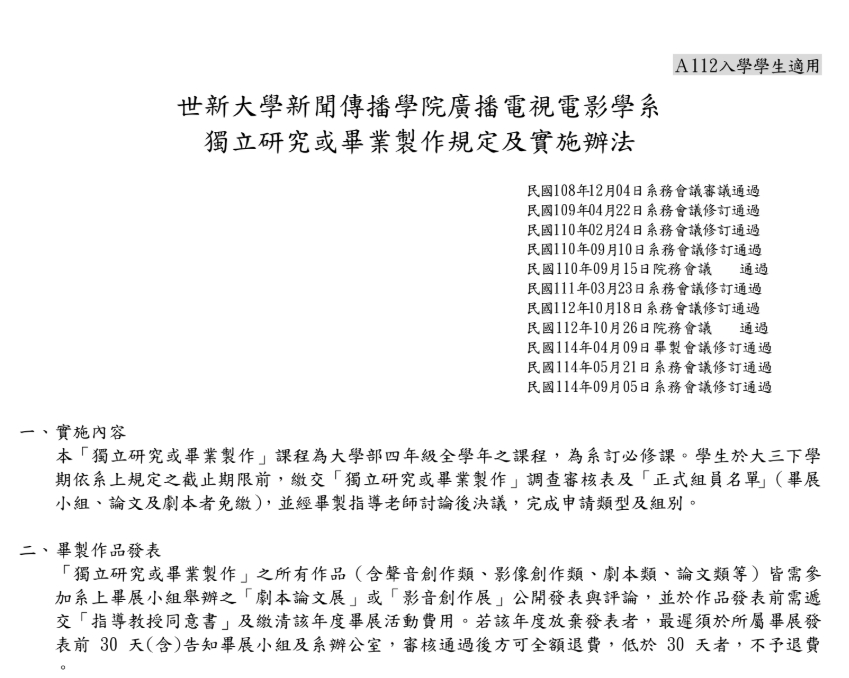 A112入學學生適用
世新大學新聞傳播學院廣播電視電影學系
獨立研究或畢業製作規定及實施辦法
民國108年12月04日系務會議審議通過
民國109年04月22日系務會議修訂通過
民國110年02月24日系務會議修訂通過
民國110年09月10日系務會議修訂通過
民國110年09月15日院務會議　　通過
民國111年03月23日系務會議修訂通過
民國112年10月18日系務會議修訂通過
民國112年10月26日院務會議　　通過
民國114年04月09日畢製會議修訂通過
民國114年05月21日系務會議修訂通過
民國114年09月05日系務會議修訂通過
一、實施內容
本「獨立研究或畢業製作」課程為大學部四年級全學年之課程，為系訂必修課。學生於大三下學
期依系上規定之截止期限前，繳交「獨立研究或畢業製作」調查審核表及「正式組員名單」(畢展
小組、論文及劇本者免繳)，並經畢製指導老師討論後決議，完成申請類型及組別。
二、畢製作品發表
「獨立研究或畢業製作」之所有作品（含聲音創作類、影像創作類、劇本類、論文類等）皆需參
加系上畢展小組舉辦之「劇本論文展」或「影音創作展」公開發表與評論，並於作品發表前需遞
交「指導教授同意書」及繳清該年度畢展活動費用。若該年度放棄發表者，最遲須於所屬畢展發
表前 30 天(含)告知畢展小組及系辦公室，審核通過後方可全額退費，低於 30 天者，不予退費
。